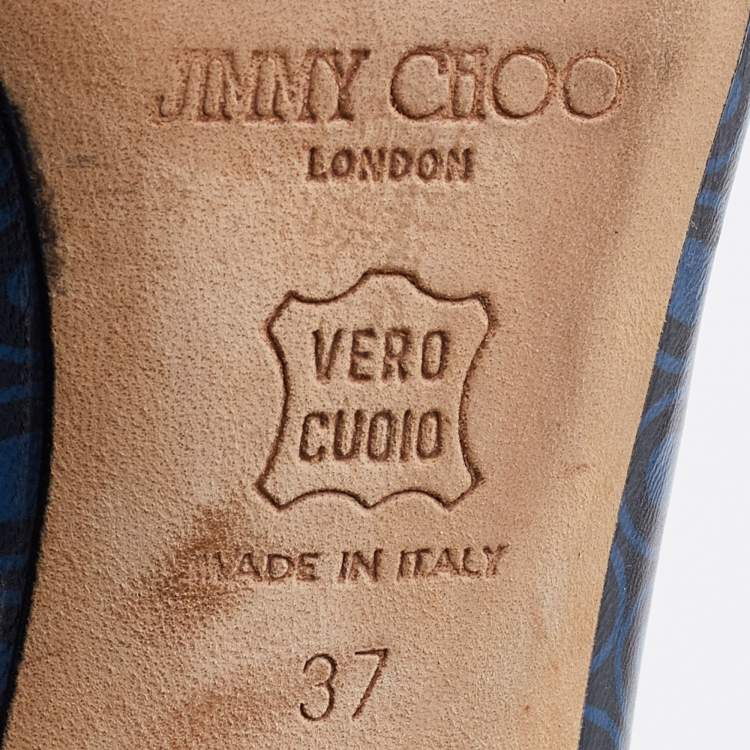 JIMMY CHOO
LONDON
VERO
CUOIO
MADE IN ITALY
37